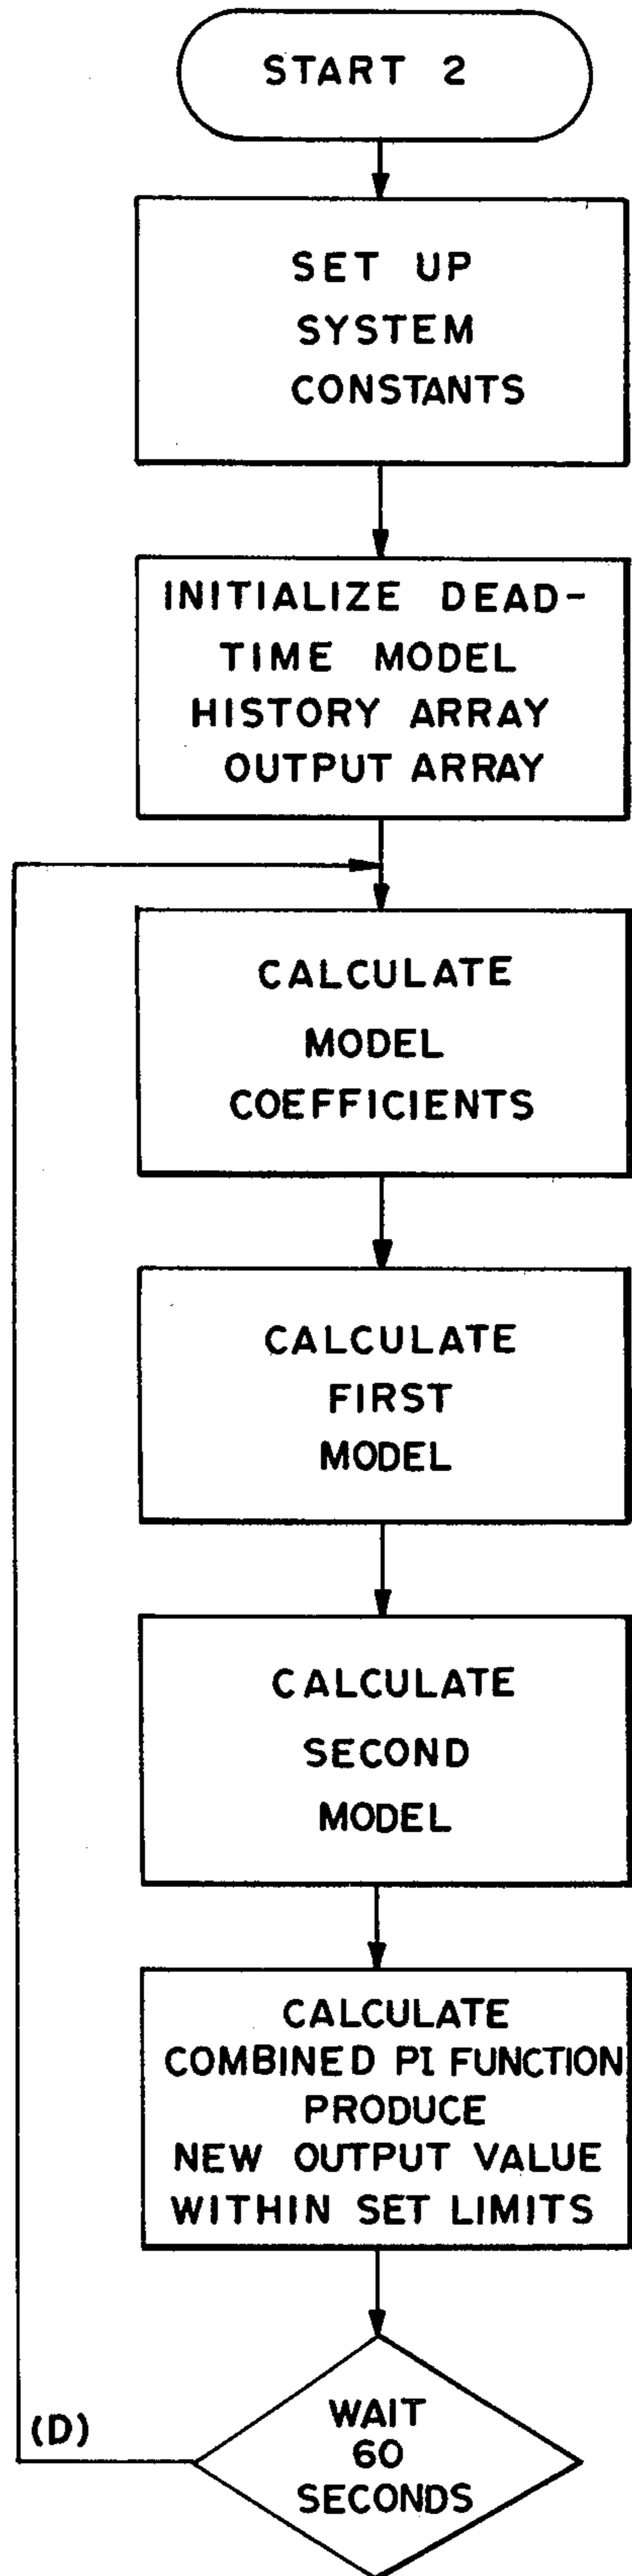 START 2
SET UP
SYSTEM
CONSTANTS
INITIALIZE DEAD-
TIME MODEL
HISTORY ARRAY
OUTPUT ARRAY
CALCULATE
MODEL
COEFFICIENTS
CALCULATE
FIRST
MODEL
CALCULATE
SECOND
MODEL
CALCULATE
COMBINED PI FUNCTION
PRODUCE
NEW OUTPUT VALUE
WITHIN SET LIMITS
(D)
WAIT
60
SECONDS